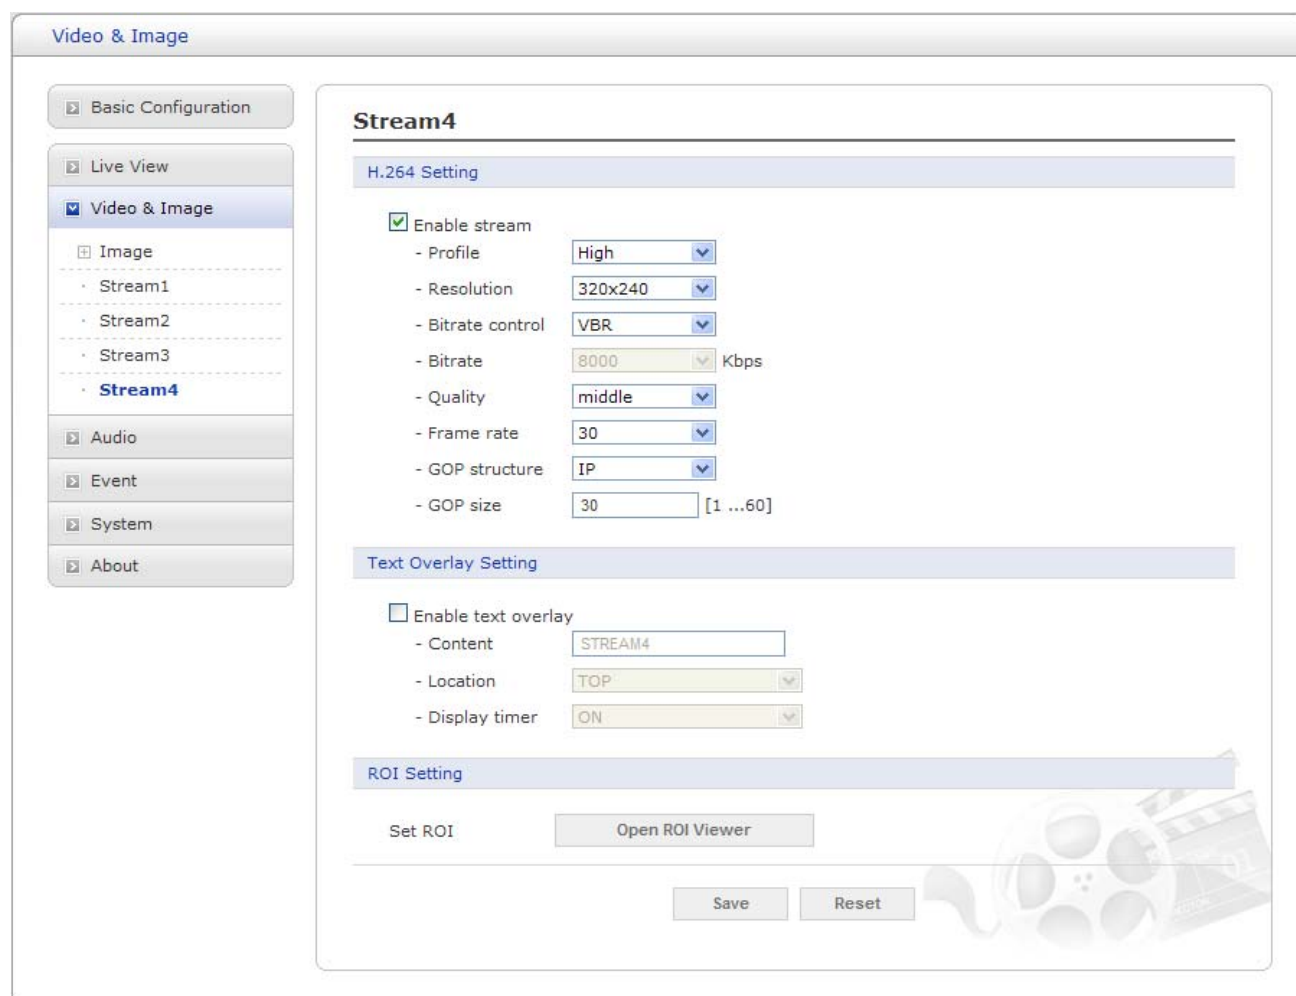 Video & Image
Basic Configuration
Live View
Video & Image
Image
Stream1
Stream2
Stream3
Stream4
Audio
Event
System
About
Stream4
H.264 Setting
Enable stream
- Profile High
- Resolution 320x240
- Bitrate control VBR
- Bitrate 8000 Kbps
- Quality middle
- Frame rate 30
- GOP structure IP
- GOP size 30 [1 ...60]
Text Overlay Setting
Enable text overlay
- Content STREAM4
- Location TOP
- Display timer ON
ROI Setting
Set ROI Open ROI Viewer
Save Reset